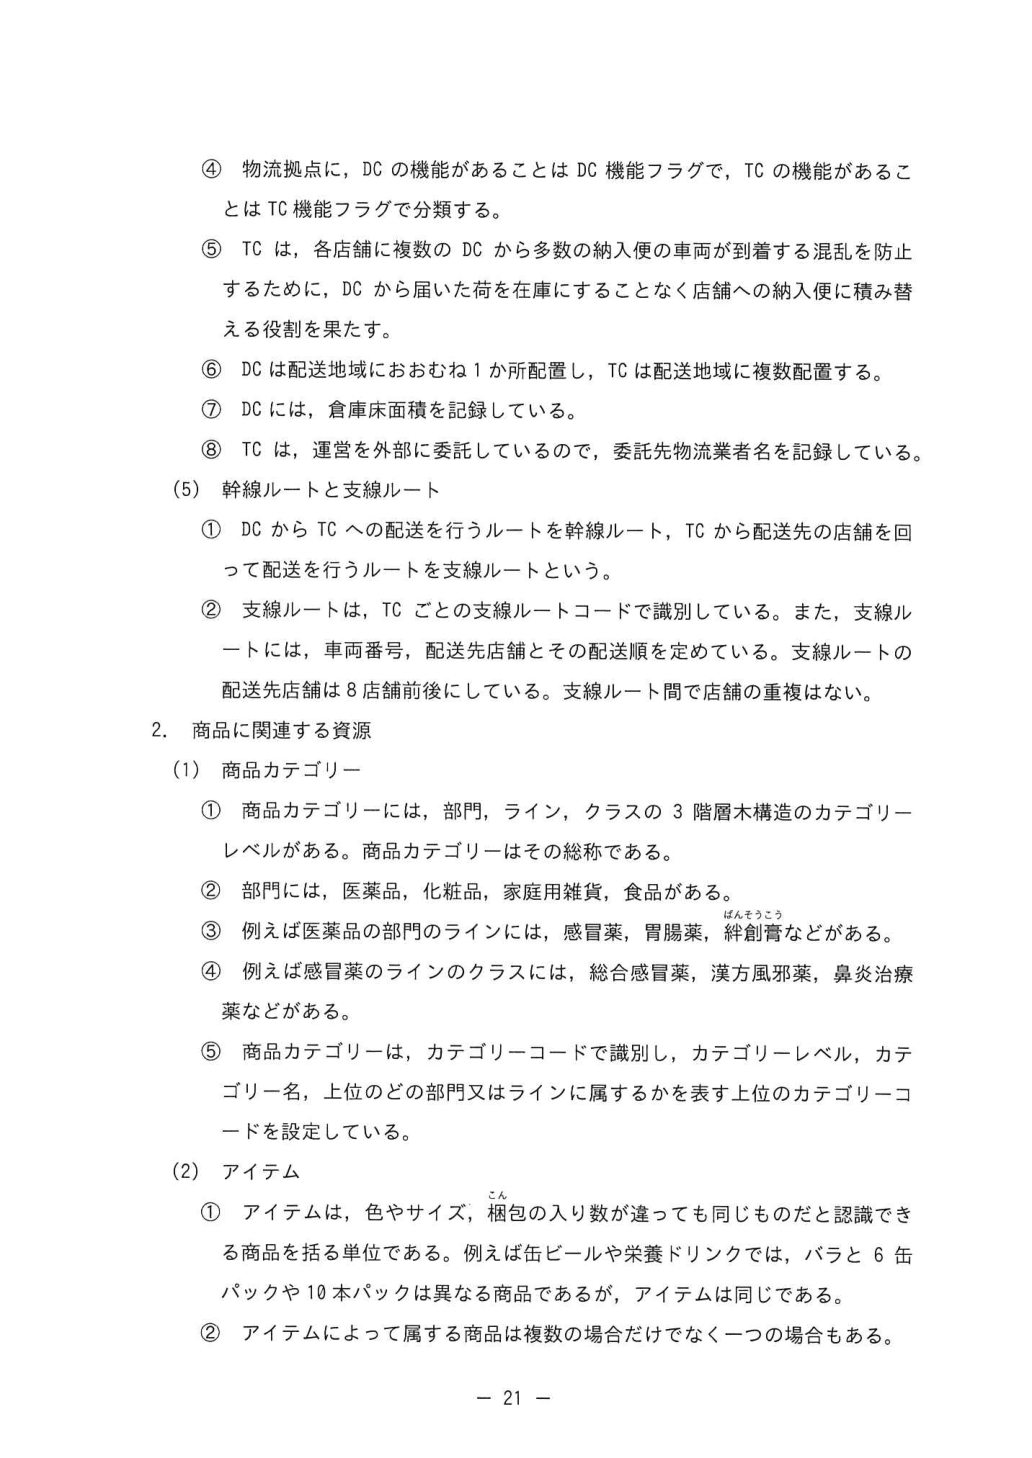 ④ 物流拠点に，DC の機能があることは DC 機能フラグで，TC の機能があるこ
とは TC 機能フラグで分類する。
⑤ TC は，各店舗に複数の DC から多数の納入便の車両が到着する混乱を防止
するために，DC から届いた荷を在庫にすることなく店舗への納入便に積み替
える役割を果たす。
⑥ DC は配送地域におおむね 1 か所配置し，TC は配送地域に複数配置する。
⑦ DC には，倉庫床面積を記録している。
⑧ TC は，運営を外部に委託しているので，委託先物流業者名を記録している。
(5) 幹線ルートと支線ルート
① DC から TC への配送を行うルートを幹線ルート，TC から配送先の店舗を回
って配送を行うルートを支線ルートという。
② 支線ルートは，TC ごとの支線ルートコードで識別している。また，支線ル
ートには，車両番号，配送先店舗とその配送順を定めている。支線ルートの
配送先店舗は 8 店舗前後にしている。支線ルート間で店舗の重複はない。
2. 商品に関連する資源
(1) 商品カテゴリー
① 商品カテゴリーには，部門，ライン，クラスの 3 階層木構造のカテゴリー
レベルがある。商品カテゴリーはその総称である。
② 部門には，医薬品，化粧品，家庭用雑貨，食品がある。
ばんそうこう
③ 例えば医薬品の部門のラインには，感冒薬，胃腸薬，絆創膏などがある。
④ 例えば感冒薬のラインのクラスには，総合感冒薬，漢方風邪薬，鼻炎治療
薬などがある。
⑤ 商品カテゴリーは，カテゴリーコードで識別し，カテゴリーレベル，カテ
ゴリー名，上位のどの部門又はラインに属するかを表す上位のカテゴリーコ
ードを設定している。
(2) アイテム
こん
① アイテムは，色やサイズ，梱包の入り数が違っても同じものだと認識でき
る商品を括る単位である。例えば缶ビールや栄養ドリンクでは，バラと 6 缶
パックや 10 本パックは異なる商品であるが，アイテムは同じである。
② アイテムによって属する商品は複数の場合だけでなく一つの場合もある。
－ 21 －